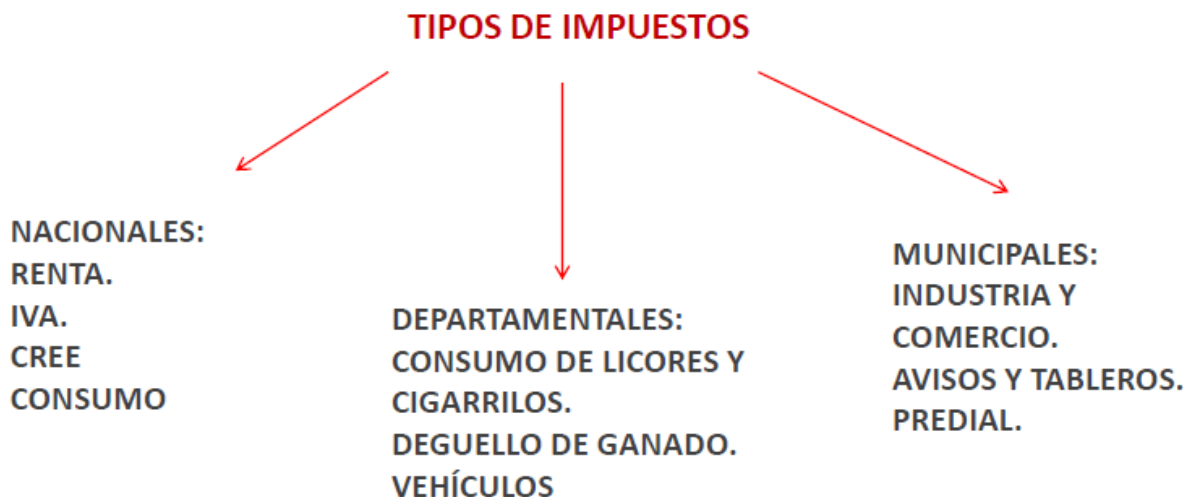 TIPOS DE IMPUESTOS
NACIONALES:
RENTA.
IVA.
CREE
CONSUMO
DEPARTAMENTALES:
CONSUMO DE LICORES Y
CIGARRILOS.
DEGUELLO DE GANADO.
VEHÍCULOS
MUNICIPALES:
INDUSTRIA Y
COMERCIO.
AVISOS Y TABLEROS.
PREDIAL.